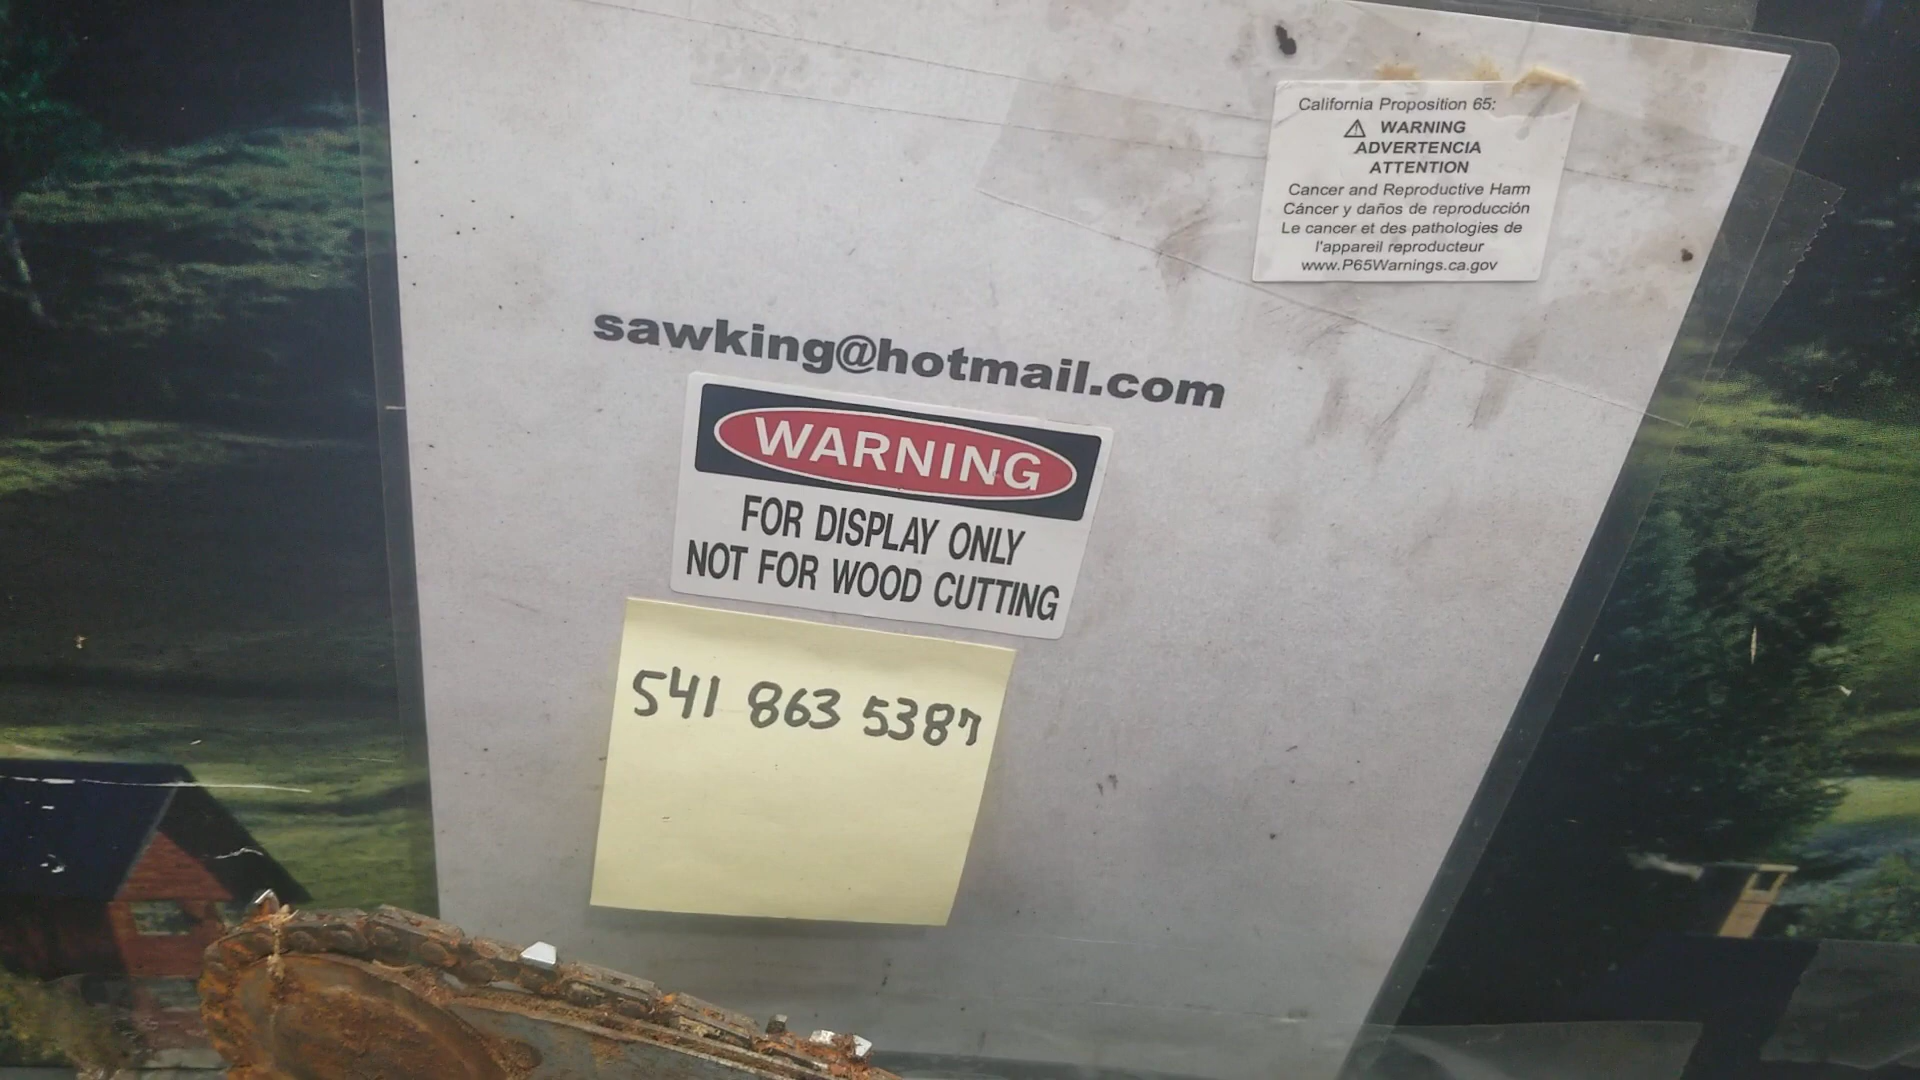 California Proposition 65:
⚠ WARNING
ADVERTENCIA
ATTENTION
Cancer and Reproductive Harm
Cáncer y daños de reproducción
Le cancer et des pathologies de
l'appareil reproducteur
www.P65Warnings.ca.gov
sawking@hotmail.com
WARNING
FOR DISPLAY ONLY
NOT FOR WOOD CUTTING
541 863 5387